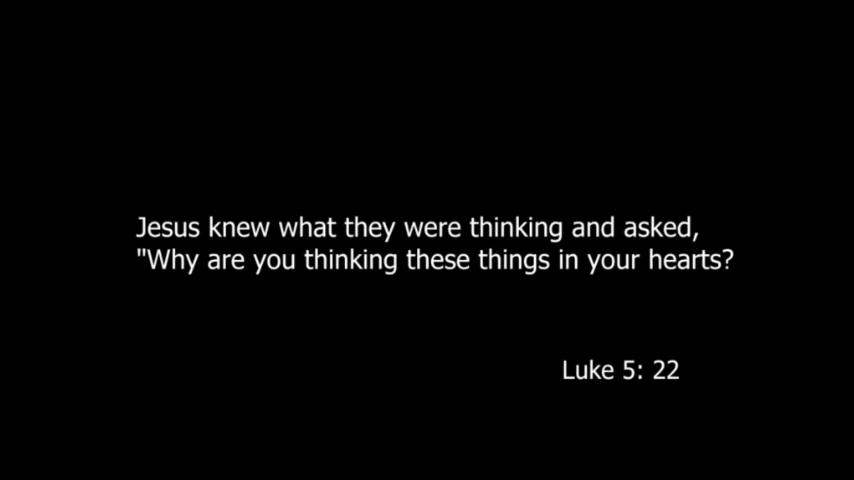 Jesus knew what they were thinking and asked,
"Why are you thinking these things in your hearts?
Luke 5: 22